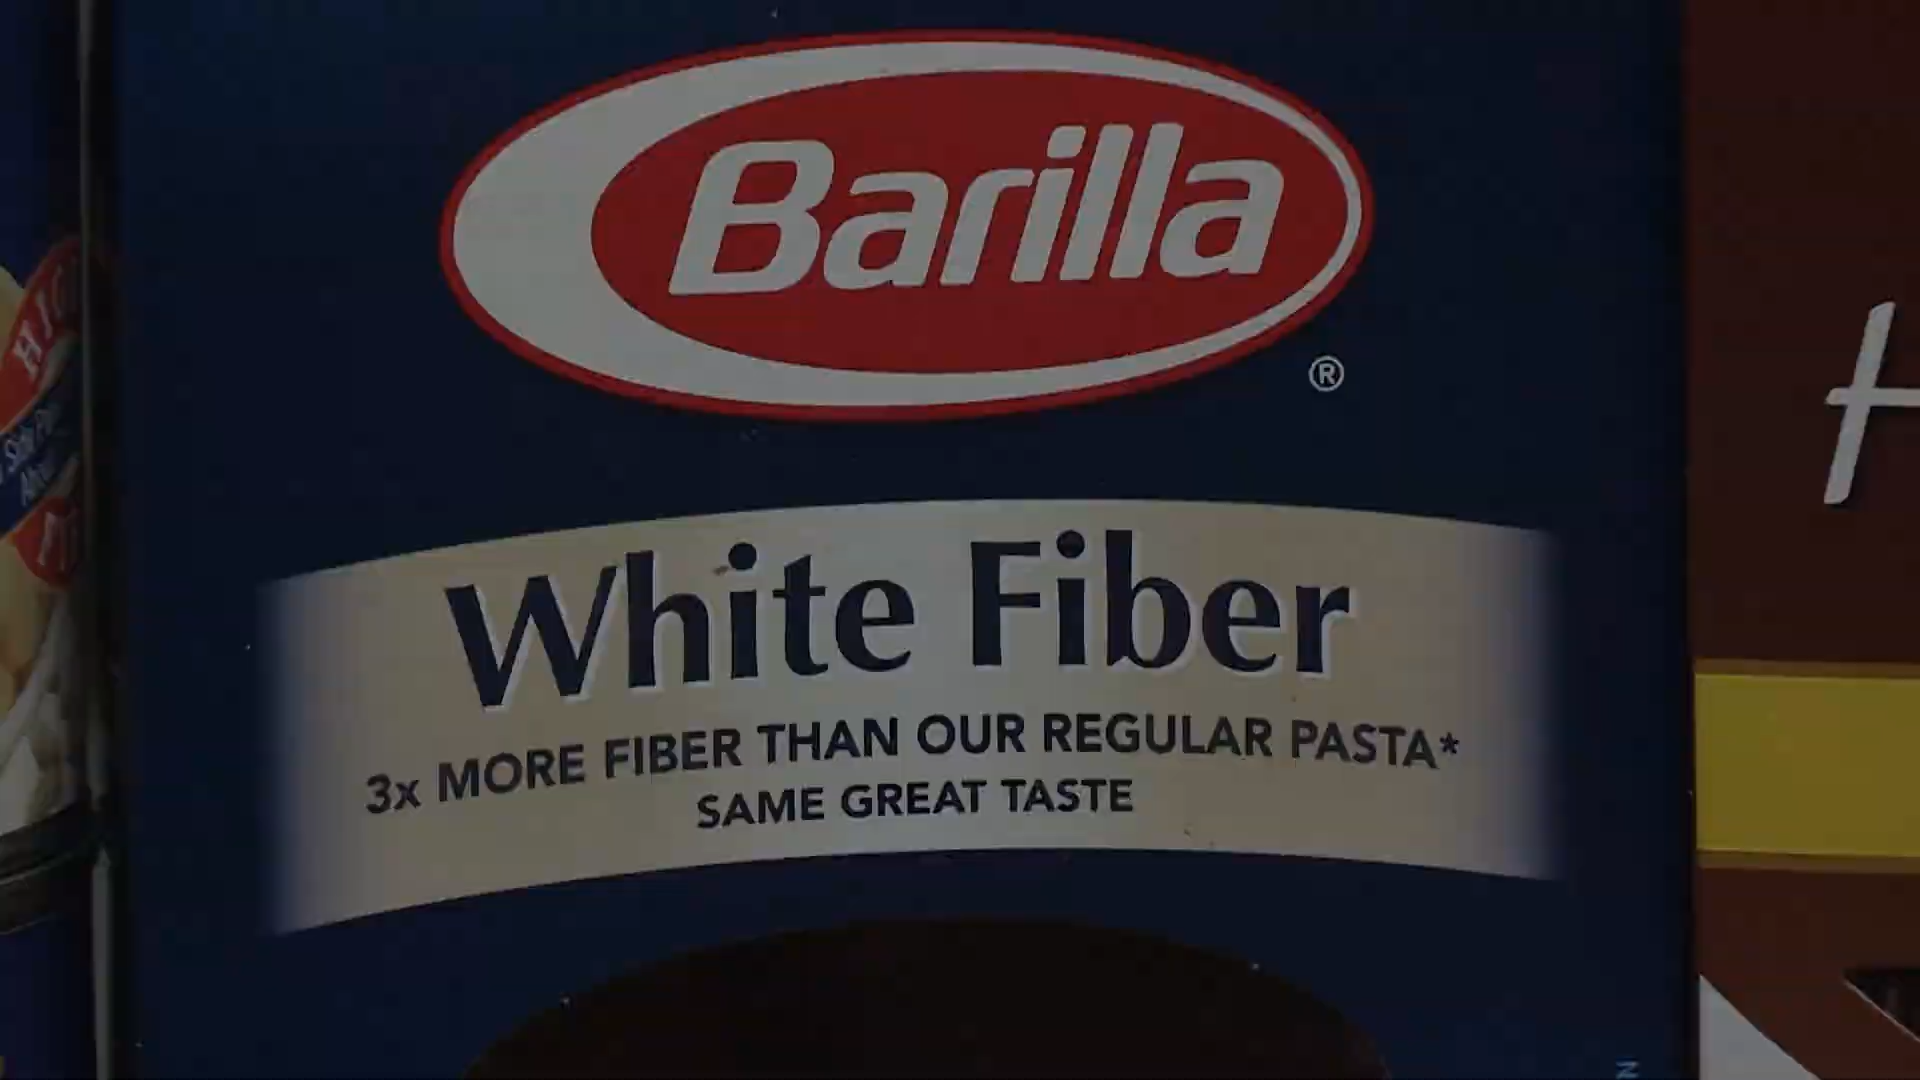 Barilla
®
White Fiber
3x MORE FIBER THAN OUR REGULAR PASTA*
SAME GREAT TASTE
H
N